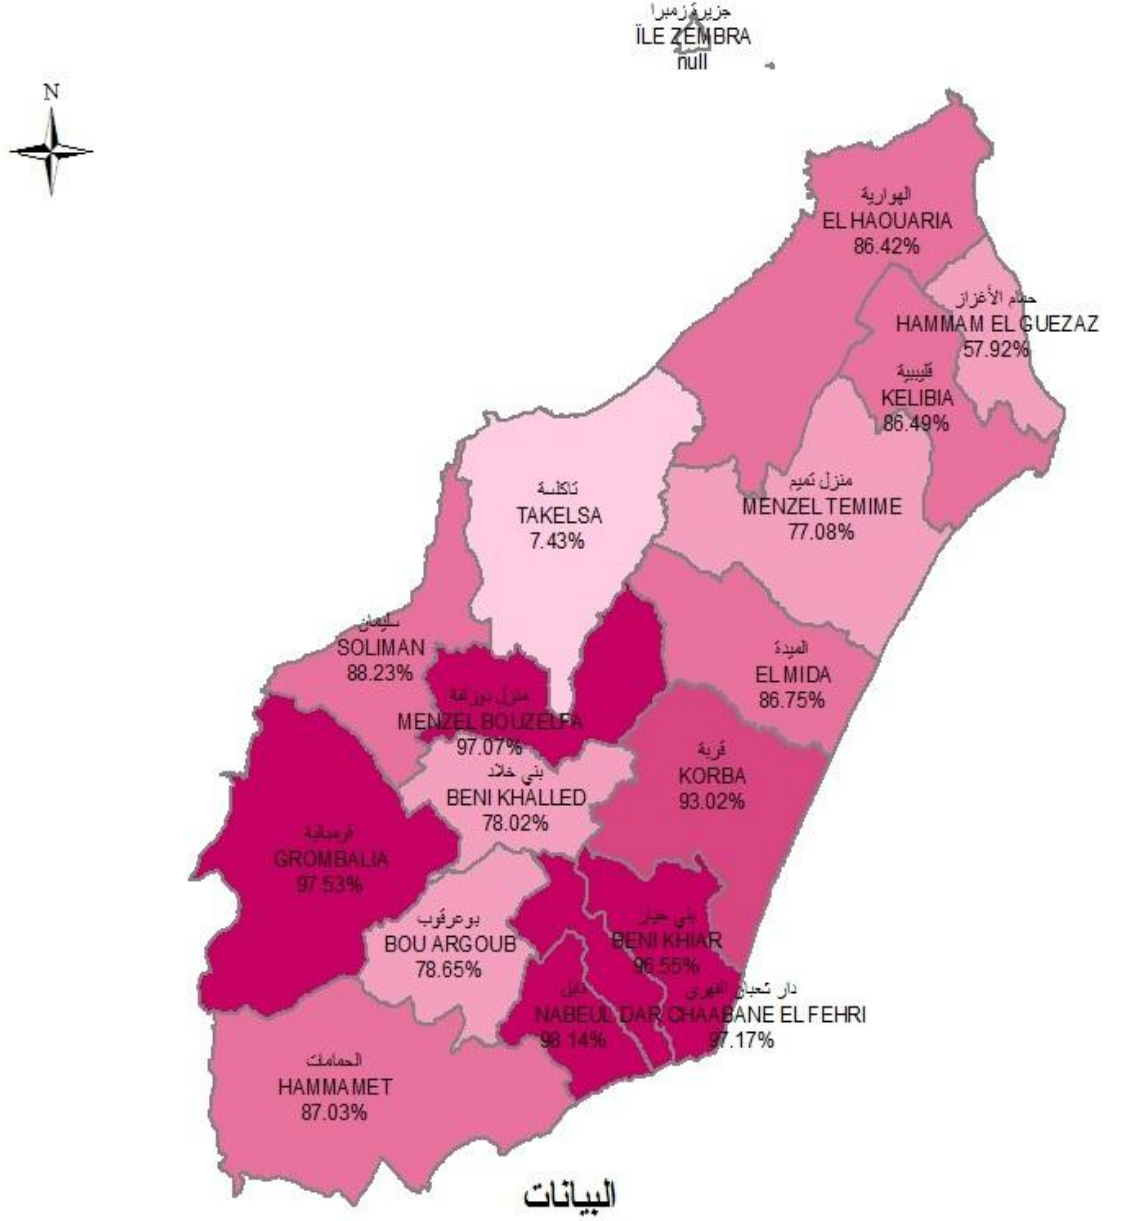 جزيرة زمبرا
ÏLE ZEMBRA
null
N
الهوارية
EL HAOUARIA
86.42%
حمام الأغزاز
HAMMAM EL GUEZAZ
57.92%
قليبية
KELIBIA
86.49%
منزل تميم
MENZEL TEMIME
77.08%
تاكلسة
TAKELSA
7.43%
سليمان
SOLIMAN
88.23%
الميدة
EL MIDA
86.75%
منزل بوزلفة
MENZEL BOUZELFA
97.07%
قربة
KORBA
93.02%
بني خلاد
BENI KHALLED
78.02%
قرمبالية
GROMBALIA
97.53%
بوعرقوب
BOU ARGOUB
78.65%
بني خيار
BENI KHIAR
96.55%
نابل
NABEUL
98.14%
دار شعبان الفهري
DAR CHAABANE EL FEHRI
97.17%
الحمامات
HAMMAMET
87.03%
البيانات